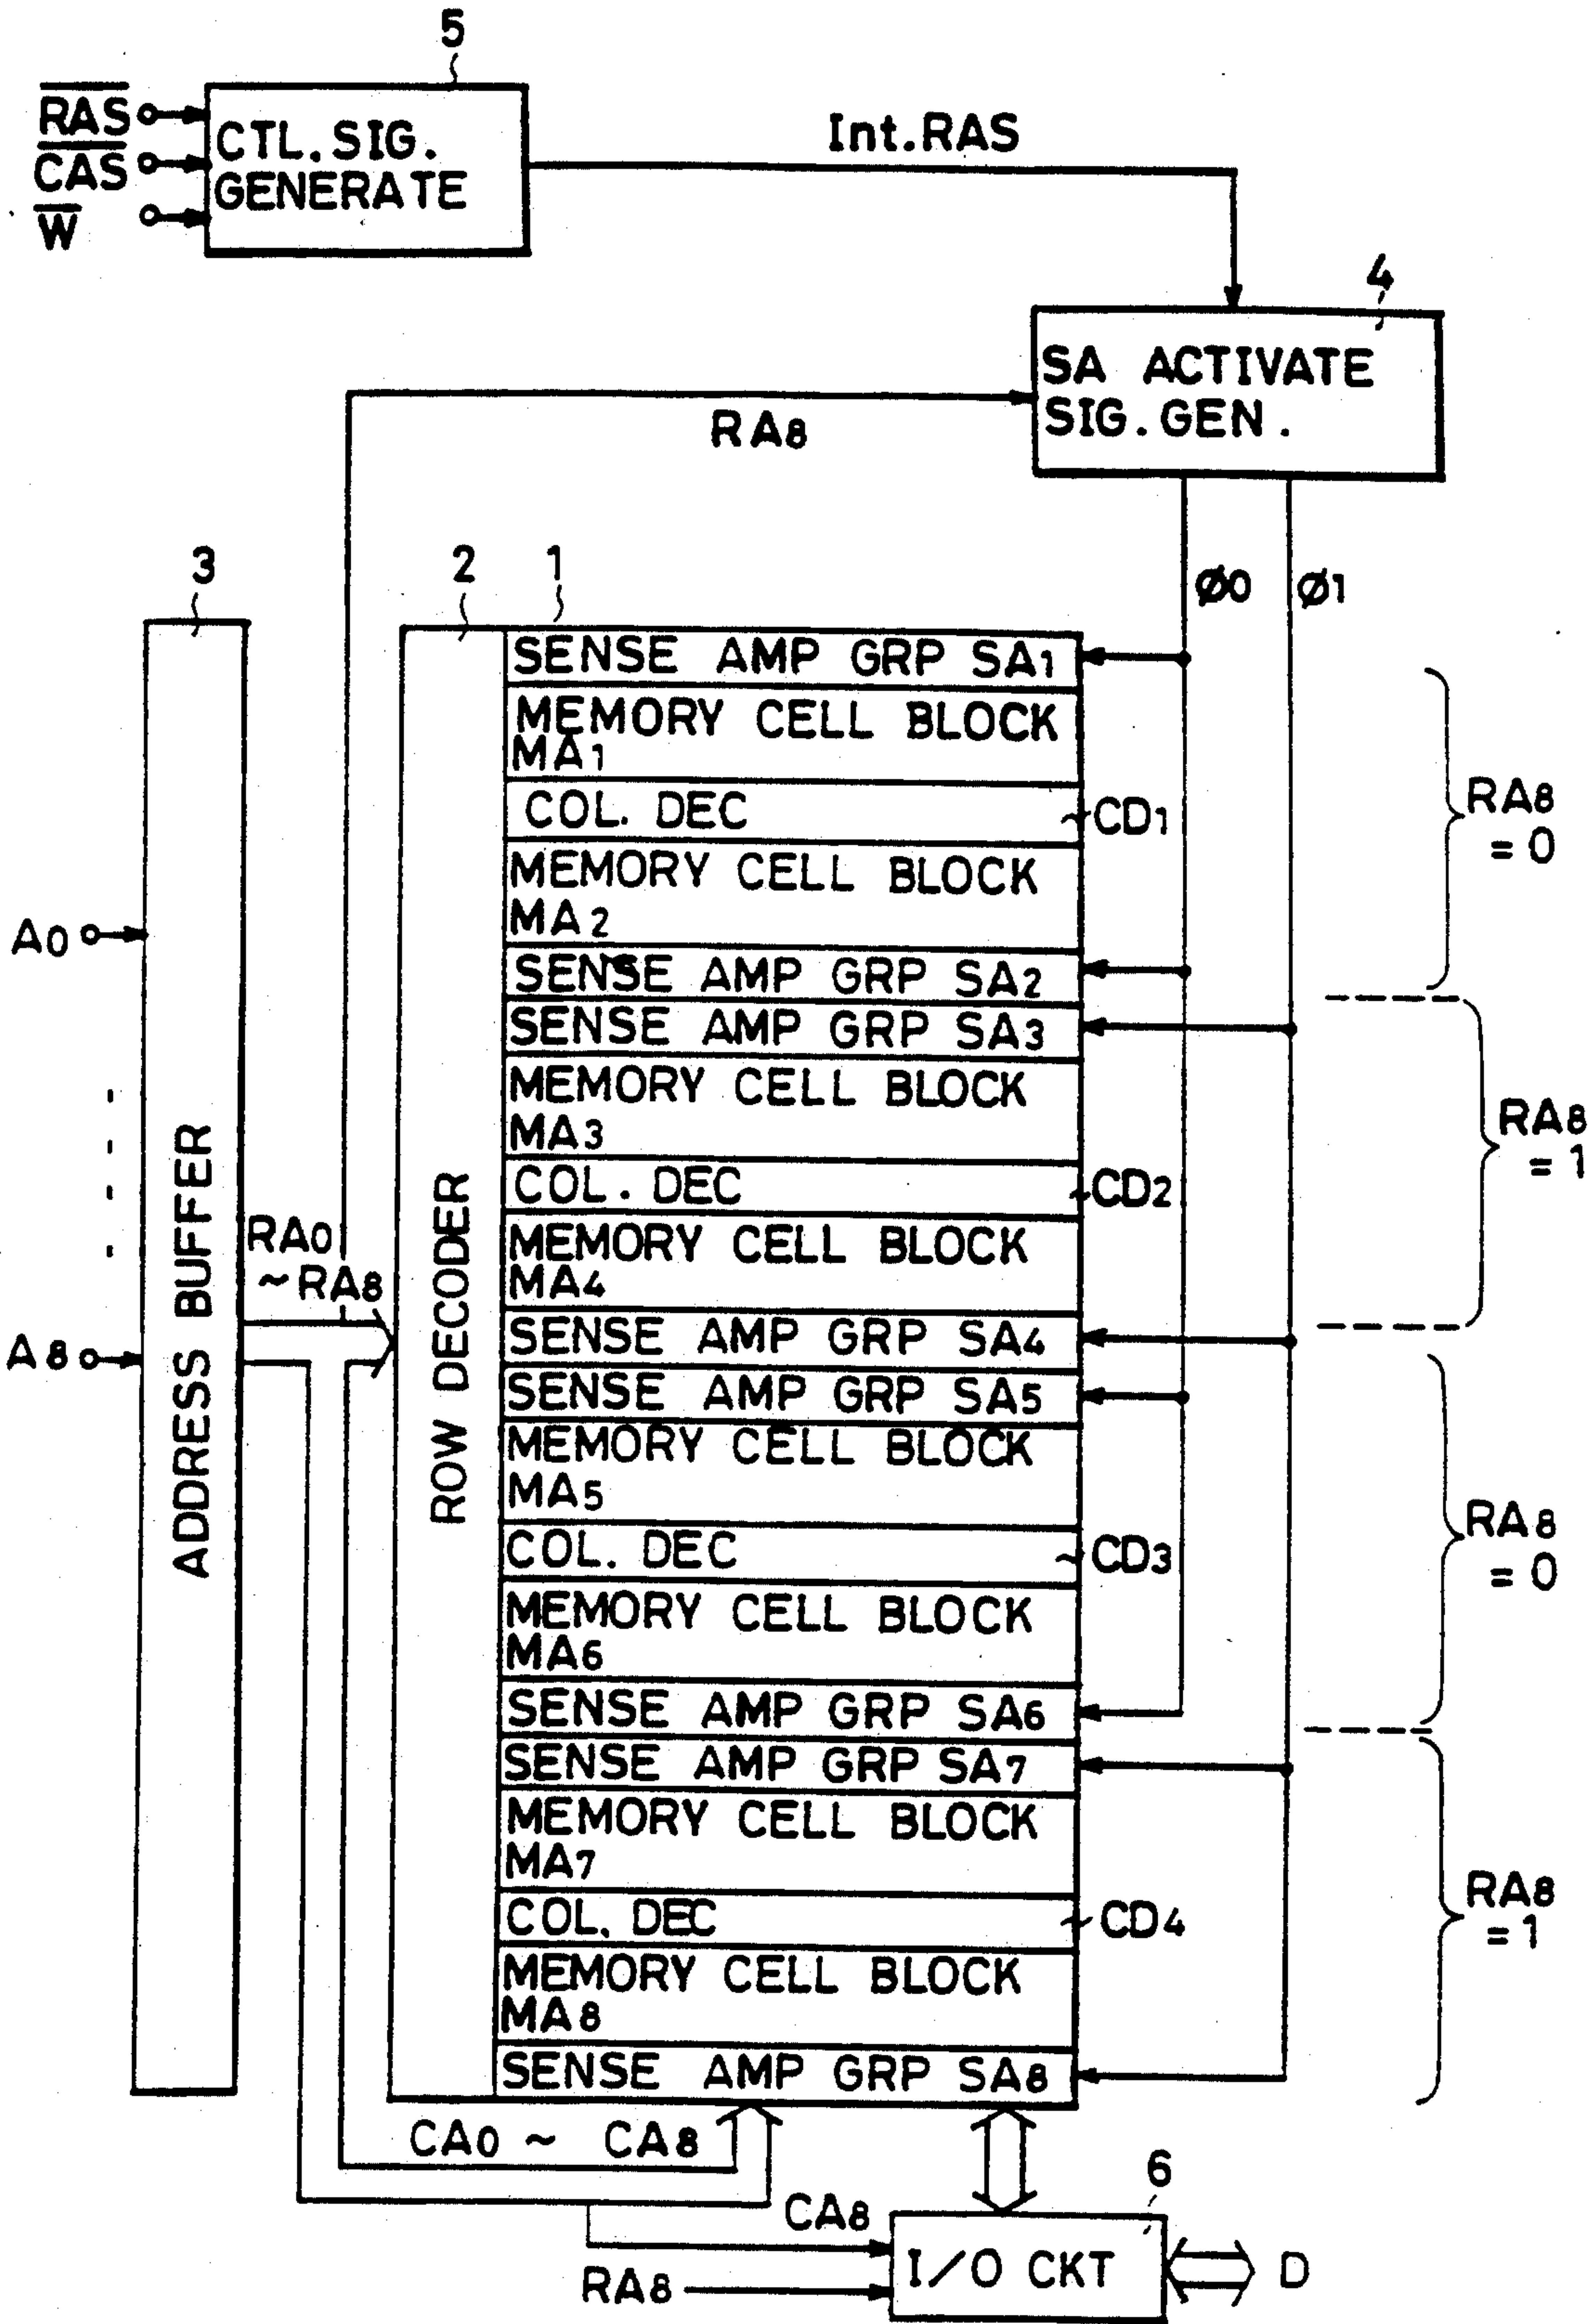 5
RAS
CAS
W
CTL.SIG.
GENERATE
Int.RAS
4
SA ACTIVATE
SIG.GEN.
RA8
3
2
1
ø0
ø1
SENSE AMP GRP SA1
MEMORY CELL BLOCK
MA1
COL. DEC
CD1
RA8
= 0
MEMORY CELL BLOCK
MA2
A0
SENSE AMP GRP SA2
SENSE AMP GRP SA3
MEMORY CELL BLOCK
MA3
RA8
= 1
COL. DEC
CD2
ADDRESS BUFFER
RA0
~RA8
ROW DECODER
MEMORY CELL BLOCK
MA4
A8
SENSE AMP GRP SA4
SENSE AMP GRP SA5
MEMORY CELL BLOCK
MA5
RA8
= 0
COL. DEC
CD3
MEMORY CELL BLOCK
MA6
SENSE AMP GRP SA6
SENSE AMP GRP SA7
MEMORY CELL BLOCK
MA7
RA8
= 1
COL. DEC
CD4
MEMORY CELL BLOCK
MA8
SENSE AMP GRP SA8
CA0 ~ CA8
6
CA8
RA8
I/O CKT
D